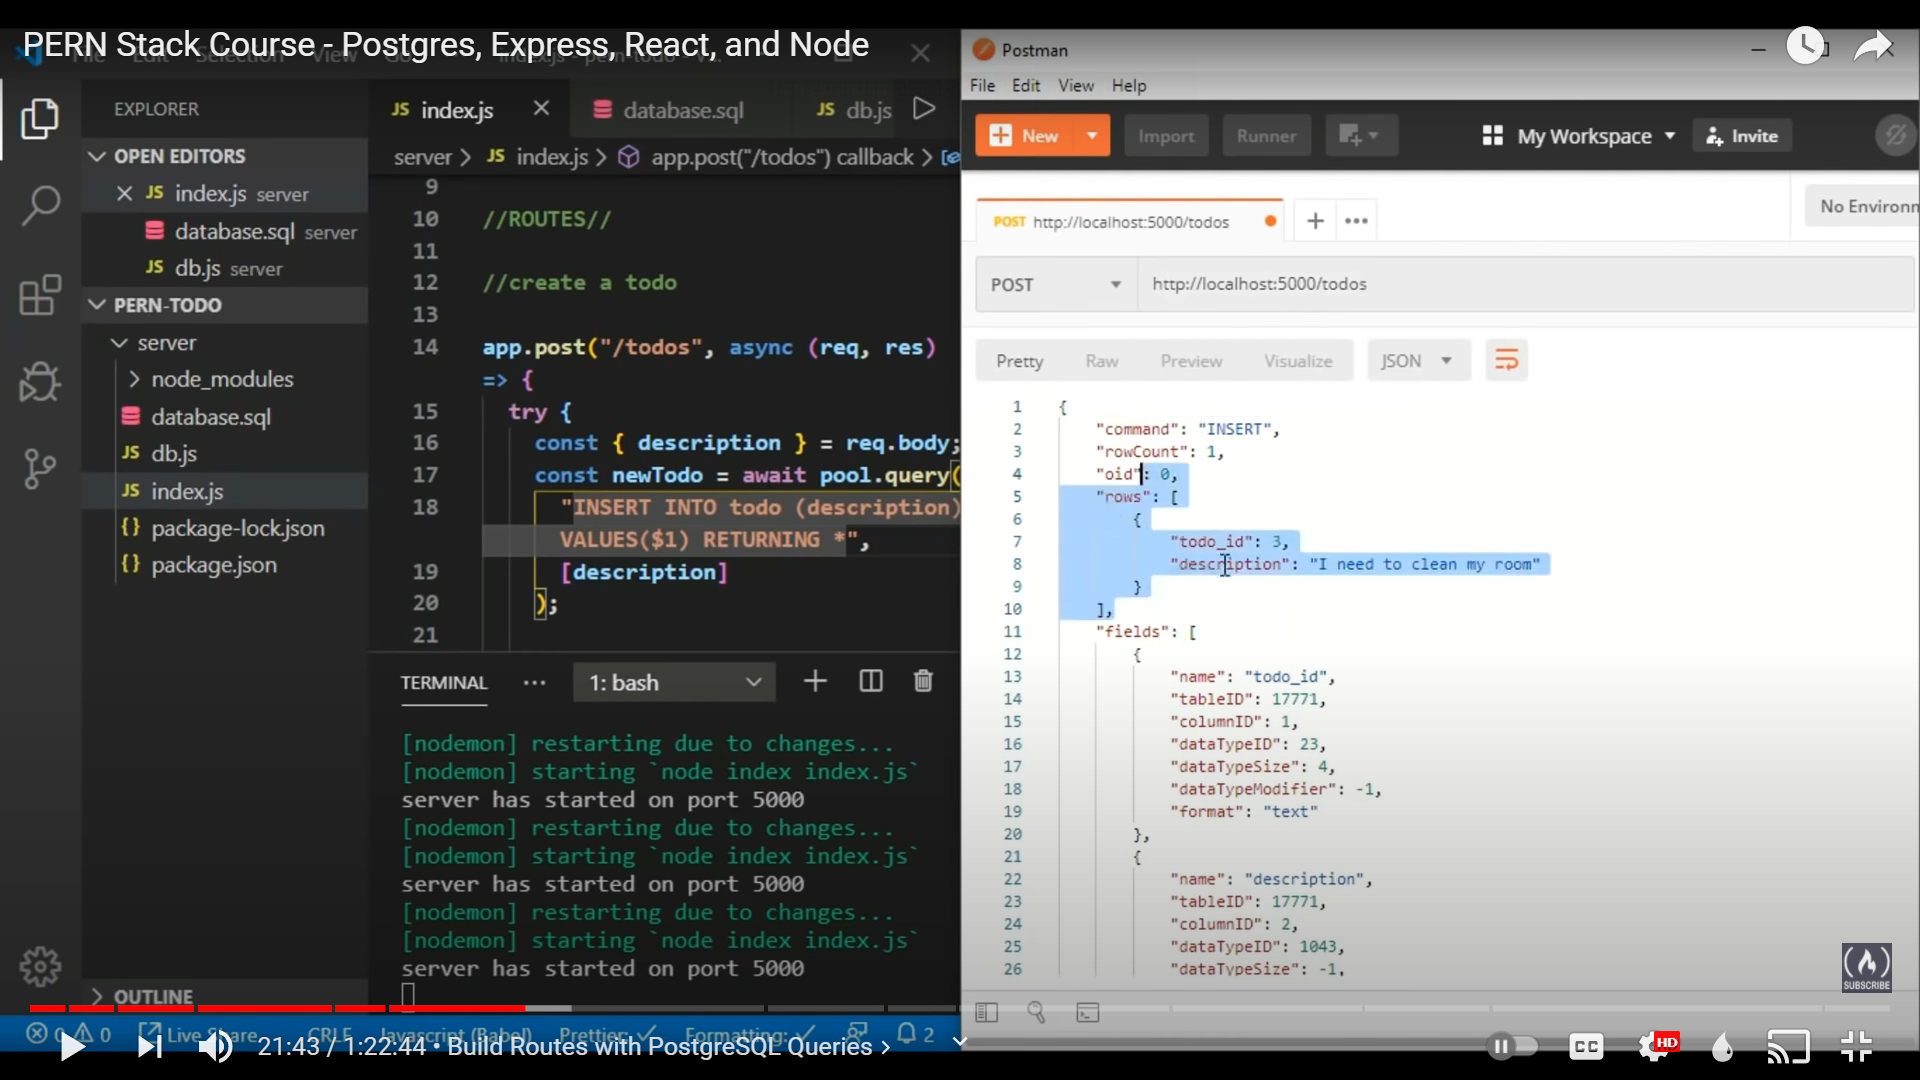 PERN Stack Course - Postgres, Express, React, and Node
EXPLORER
OPEN EDITORS
JS index.js server
database.sql server
JS db.js server
PERN-TODO
server
node_modules
database.sql
JS db.js
JS index.js
{} package-lock.json
{} package.json
OUTLINE
JS index.js
database.sql
JS db.js
server > JS index.js > app.post("/todos") callback >
9
10 //ROUTES//
11
12 //create a todo
13
14 app.post("/todos", async (req, res)
=> {
15 try {
16 const { description } = req.body;
17 const newTodo = await pool.query(
18 "INSERT INTO todo (description)
VALUES($1) RETURNING *",
19 [description]
20 );
21
TERMINAL
1: bash
[nodemon] restarting due to changes...
[nodemon] starting `node index index.js`
server has started on port 5000
[nodemon] restarting due to changes...
[nodemon] starting `node index index.js`
server has started on port 5000
[nodemon] restarting due to changes...
[nodemon] starting `node index index.js`
server has started on port 5000
Postman
File Edit View Help
New
Import
Runner
My Workspace
Invite
POST http://localhost:5000/todos
No Environm
POST
http://localhost:5000/todos
Pretty Raw Preview Visualize JSON
1 {
2 "command": "INSERT",
3 "rowCount": 1,
4 "oid": 0,
5 "rows": [
6 {
7 "todo_id": 3,
8 "description": "I need to clean my room"
9 }
10 ],
11 "fields": [
12 {
13 "name": "todo_id",
14 "tableID": 17771,
15 "columnID": 1,
16 "dataTypeID": 23,
17 "dataTypeSize": 4,
18 "dataTypeModifier": -1,
19 "format": "text"
20 },
21 {
22 "name": "description",
23 "tableID": 17771,
24 "columnID": 2,
25 "dataTypeID": 1043,
26 "dataTypeSize": -1,
SUBSCRIBE
0 0 Live Share CRLF Javascript (Babel) Prettier: ✓ Formatting: ✓ 2
21:43 / 1:22:44 • Build Routes with PostgreSQL Queries >
CC
HD